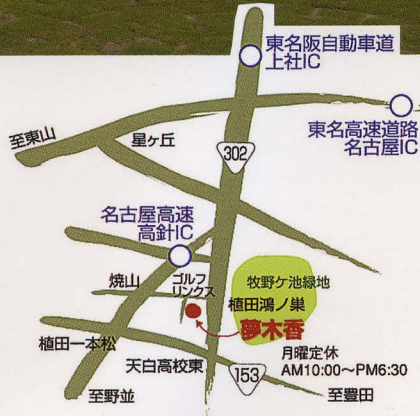 東名阪自動車道
上社IC
東名高速道路
名古屋IC
至東山
星ヶ丘
302
名古屋高速
高針IC
焼山
ゴルフ
リンクス
牧野ケ池緑地
植田鴻ノ巣
夢木香
植田一本松
天白高校東
153
月曜定休
AM10:00〜PM6:30
至野並
至豊田